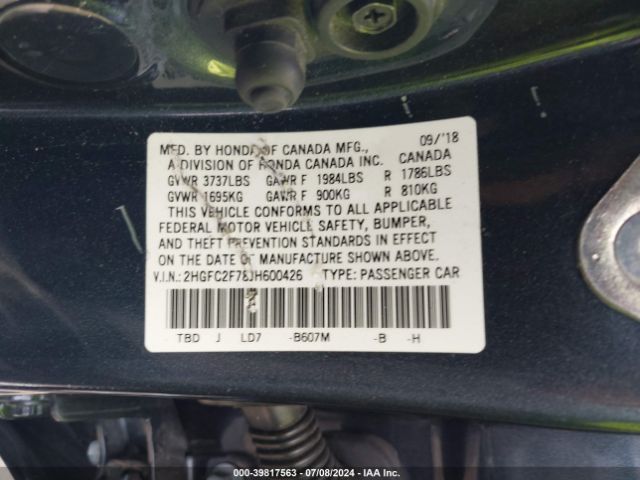 MFD. BY HONDA OF CANADA MFG., 09/'18
A DIVISION OF HONDA CANADA INC. CANADA
GVWR 3737LBS GAWR F 1984LBS R 1786LBS
GVWR 1695KG GAWR F 900KG R 810KG
THIS VEHICLE CONFORMS TO ALL APPLICABLE
FEDERAL MOTOR VEHICLE SAFETY, BUMPER,
AND THEFT PREVENTION STANDARDS IN EFFECT
ON THE DATE OF MANUFACTURE SHOWN ABOVE.
V.I.N.: 2HGFC2F78JH600426 TYPE: PASSENGER CAR
TBD J LD7 -B607M -B -H
000-39817563 - 07/08/2024 - IAA Inc.